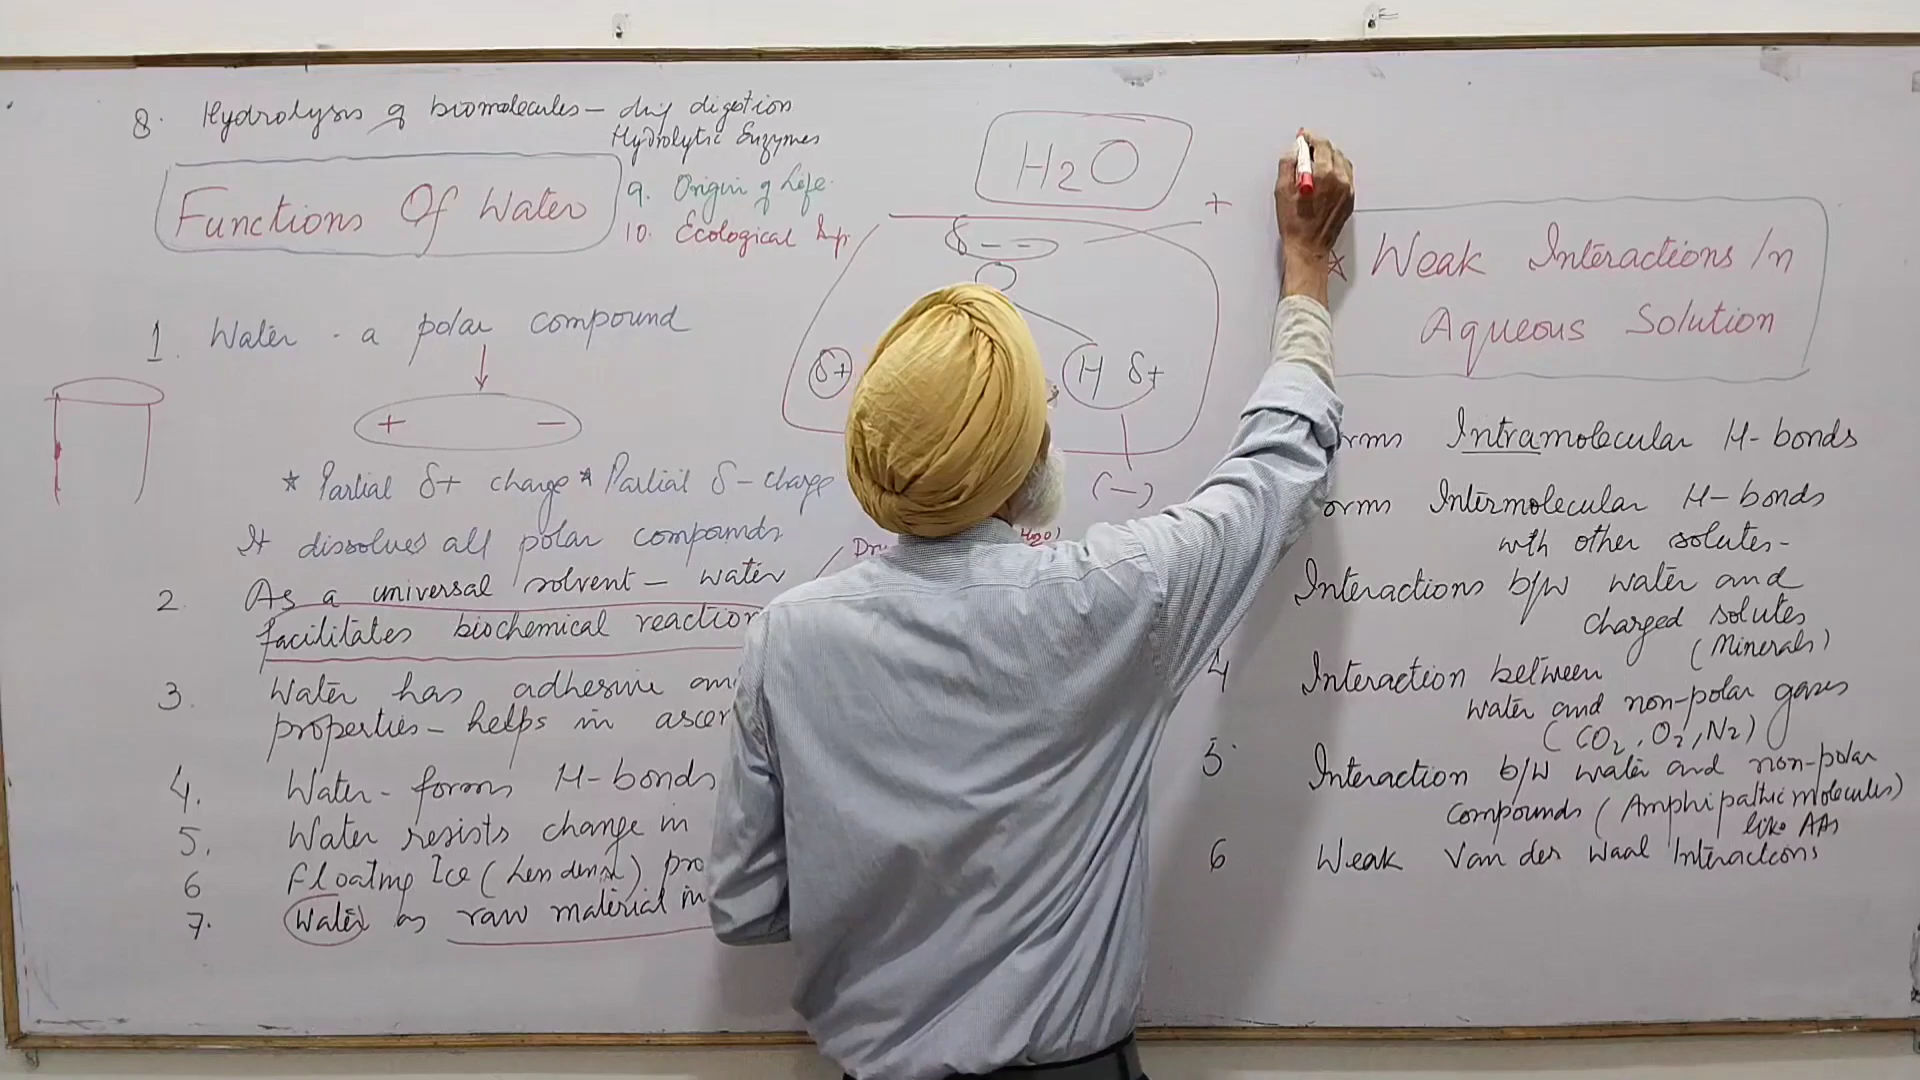 8. Hydrolysis of biomolecules - during digestion
Hydrolytic Enzymes
Functions Of Water
9. Origin of Life.
10. Ecological Imp.
1. Water - a polar compound
+ -
* Partial δ+ charge * Partial δ- charge
It dissolves all polar compounds
2. As a universal solvent - water
facilitates biochemical reaction
3. Water has adhesive
properties - helps in
4. Water - forms H-bonds
5. Water resists change in
6 Floating Ice (Less dense)
7. Water as raw material in
H2O
+
δ--
O
δ+
H δ+
(-)
H2O)
* Weak Interactions In
Aqueous Solution
Intramolecular H-bonds
Intermolecular H-bonds
with other solutes-
Interactions b/w water and
charged solutes
(Minerals)
4 Interaction between
water and non-polar gases
(CO2, O2, N2)
5. Interaction b/w water and non-polar
compounds (Amphipathic molecules)
like AAs
6 Weak Van der Waal Interactions